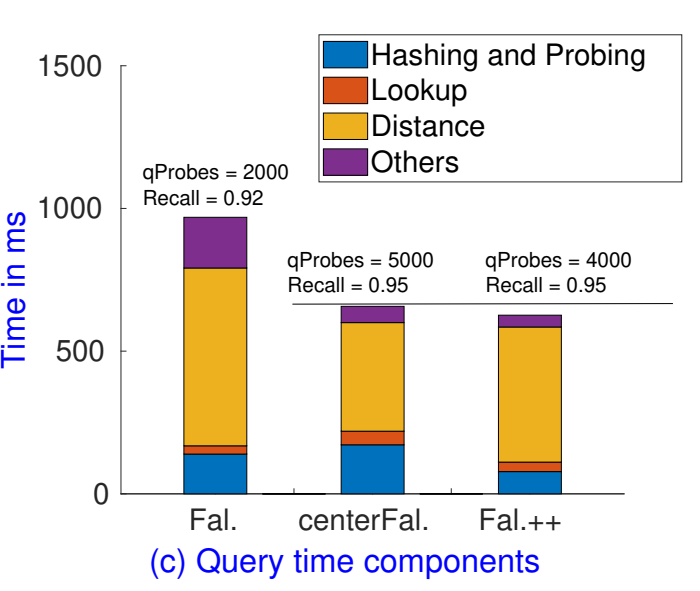 1500
1000
500
0
Time in ms
Hashing and Probing
Lookup
Distance
Others
qProbes = 2000
Recall = 0.92
qProbes = 5000
Recall = 0.95
qProbes = 4000
Recall = 0.95
Fal.
centerFal.
Fal.++
(c) Query time components